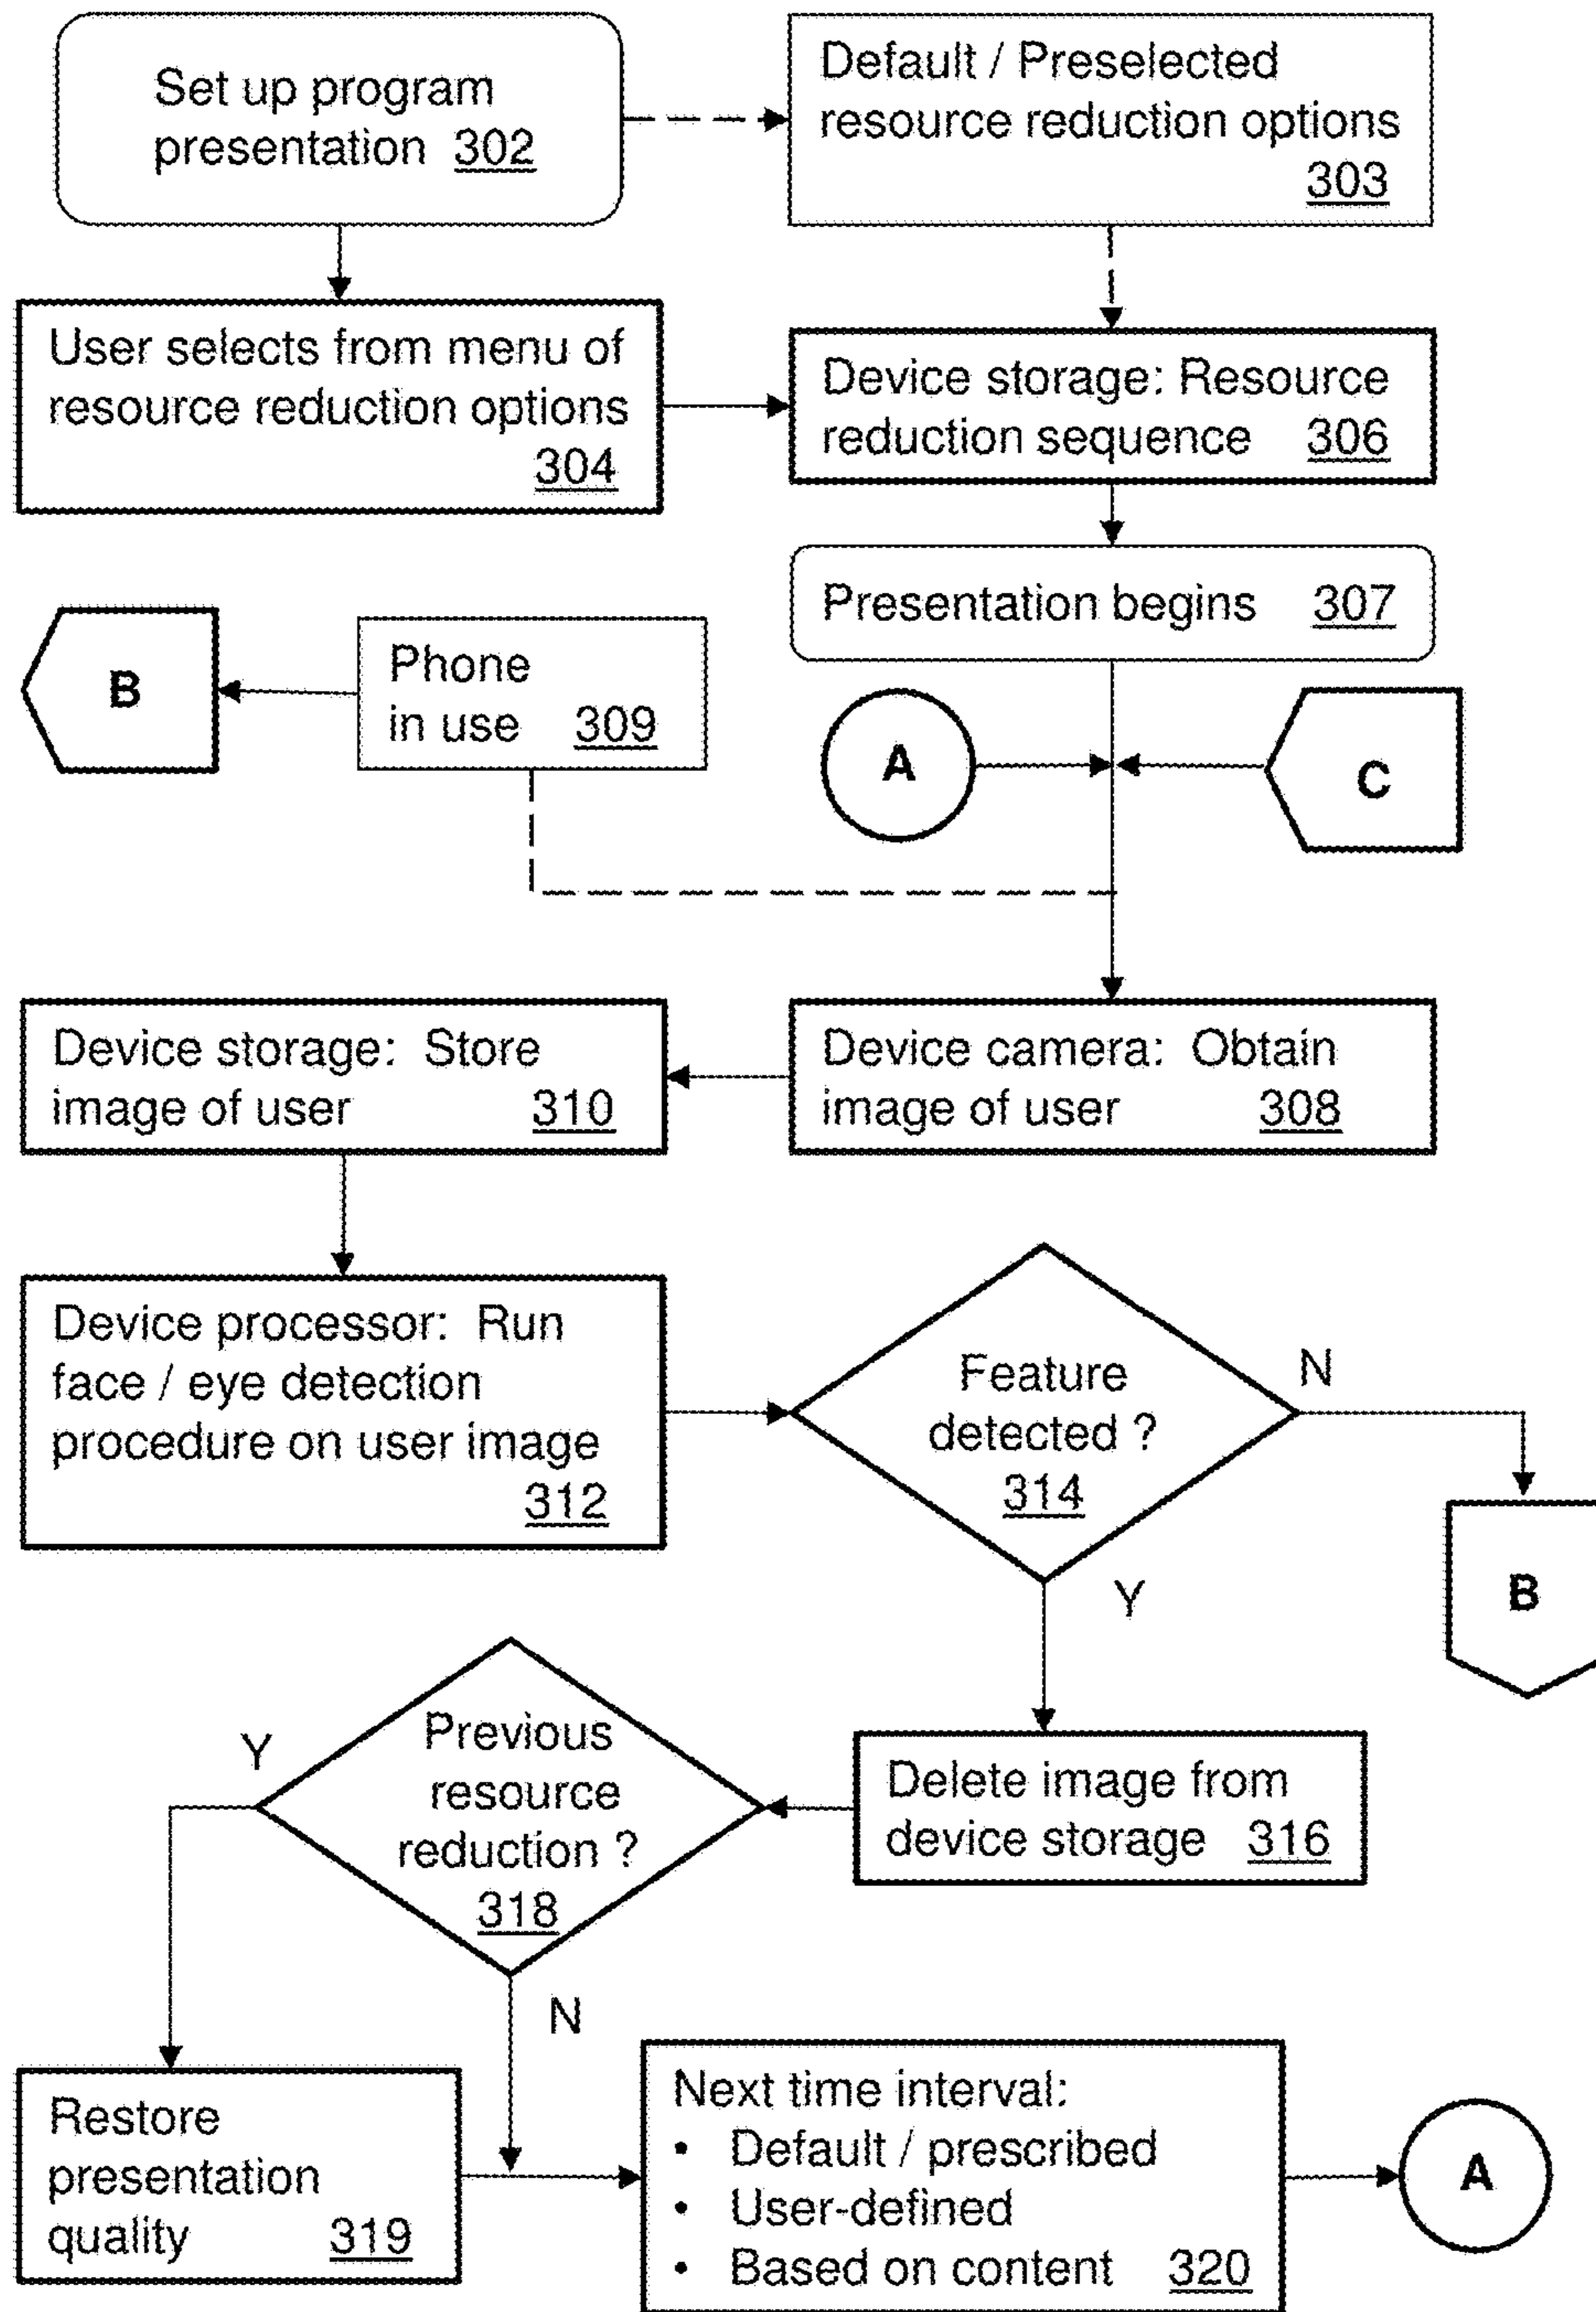 Set up program
presentation 302
Default / Preselected
resource reduction options
303
User selects from menu of
resource reduction options
304
Device storage: Resource
reduction sequence 306
Presentation begins 307
B
Phone
in use 309
A
C
Device storage: Store
image of user 310
Device camera: Obtain
image of user 308
Device processor: Run
face / eye detection
procedure on user image
312
Feature
detected ?
314
N
B
Y
Previous
resource
reduction ?
318
Y
Delete image from
device storage 316
N
Restore
presentation
quality 319
Next time interval:
• Default / prescribed
• User-defined
• Based on content 320
A